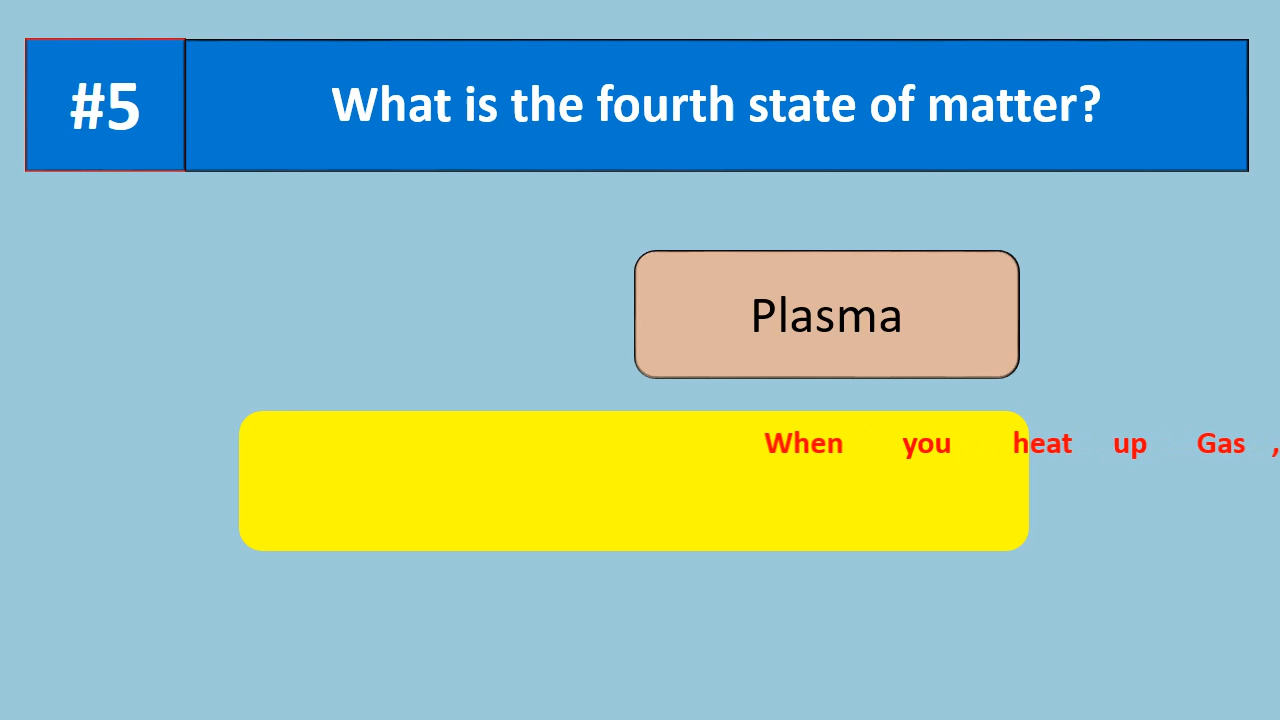 #5 What is the fourth state of matter?
Plasma
When you heat up Gas ,